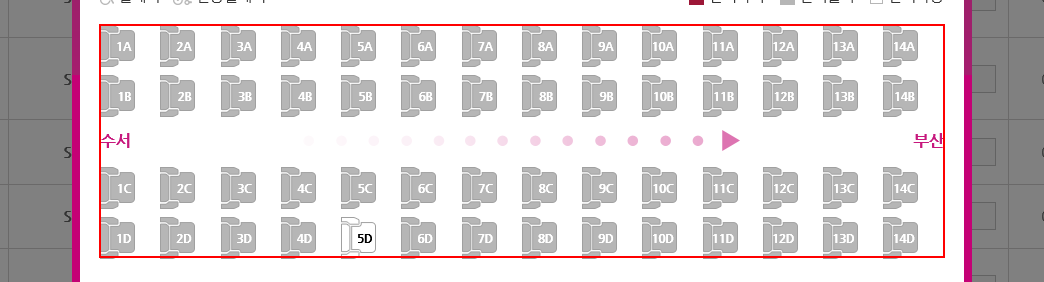 1A 2A 3A 4A 5A 6A 7A 8A 9A 10A 11A 12A 13A 14A
1B 2B 3B 4B 5B 6B 7B 8B 9B 10B 11B 12B 13B 14B
수서 부산
1C 2C 3C 4C 5C 6C 7C 8C 9C 10C 11C 12C 13C 14C
1D 2D 3D 4D 5D 6D 7D 8D 9D 10D 11D 12D 13D 14D